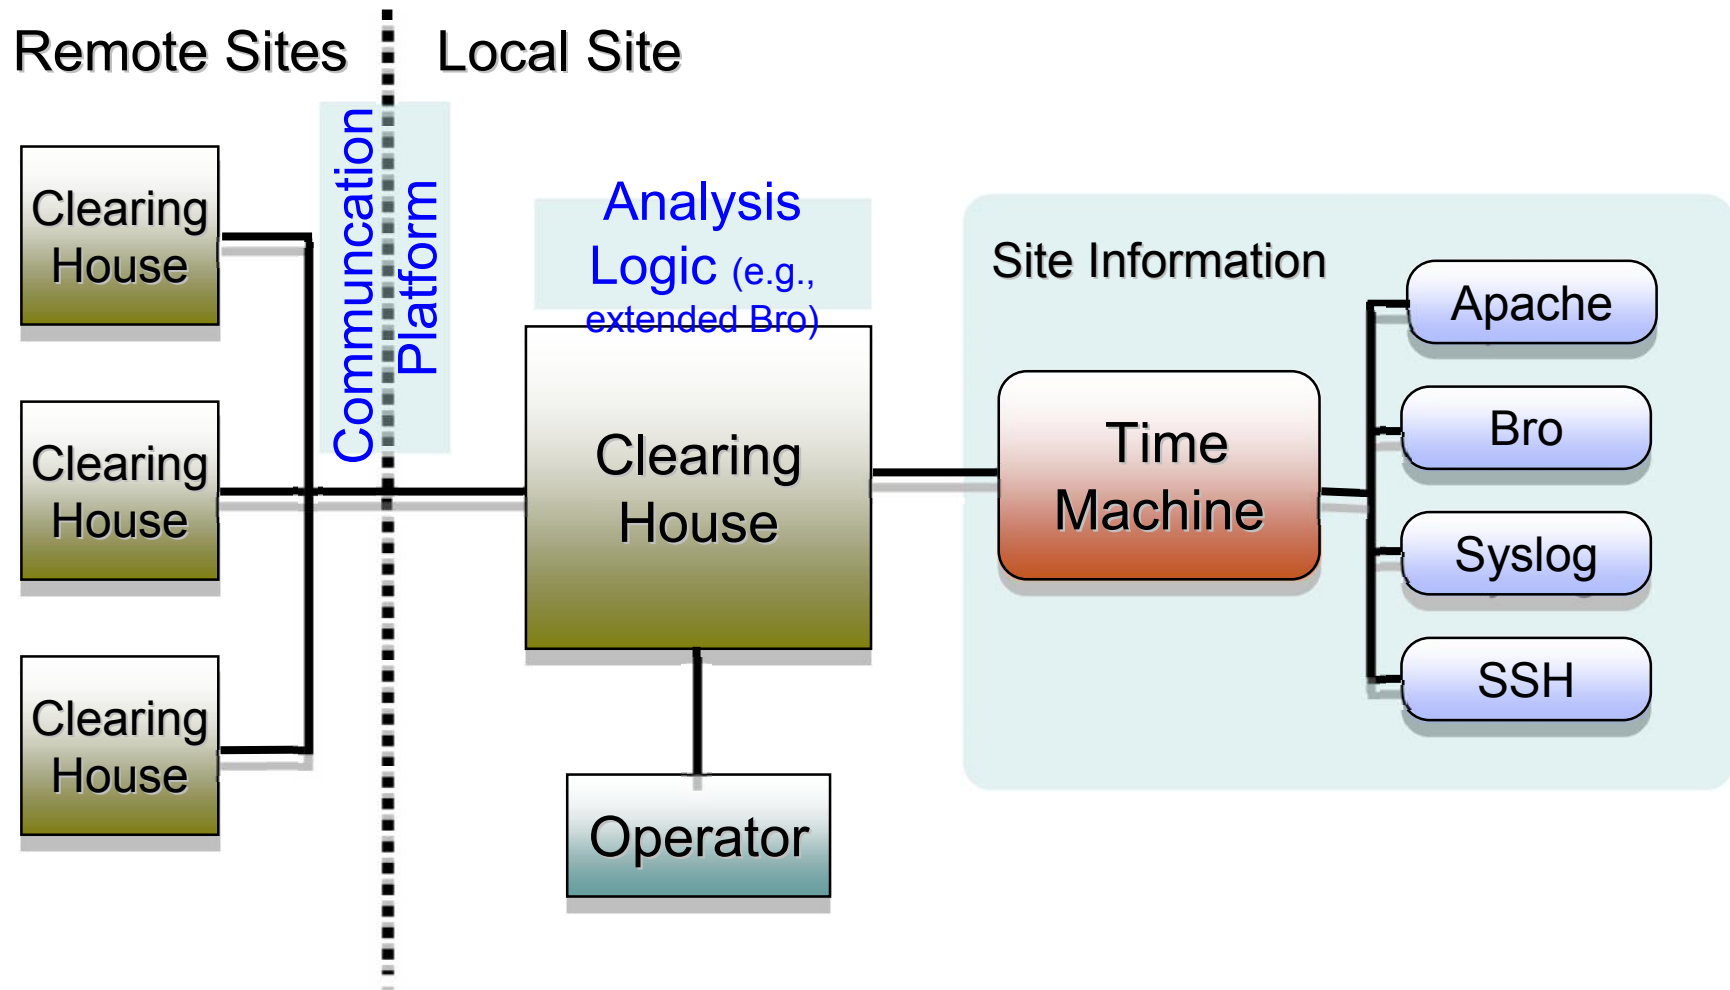 Remote Sites
Local Site
Communcation
Platform
Clearing
House
Clearing
House
Clearing
House
Analysis
Logic (e.g.,
extended Bro)
Clearing
House
Operator
Site Information
Time
Machine
Apache
Bro
Syslog
SSH